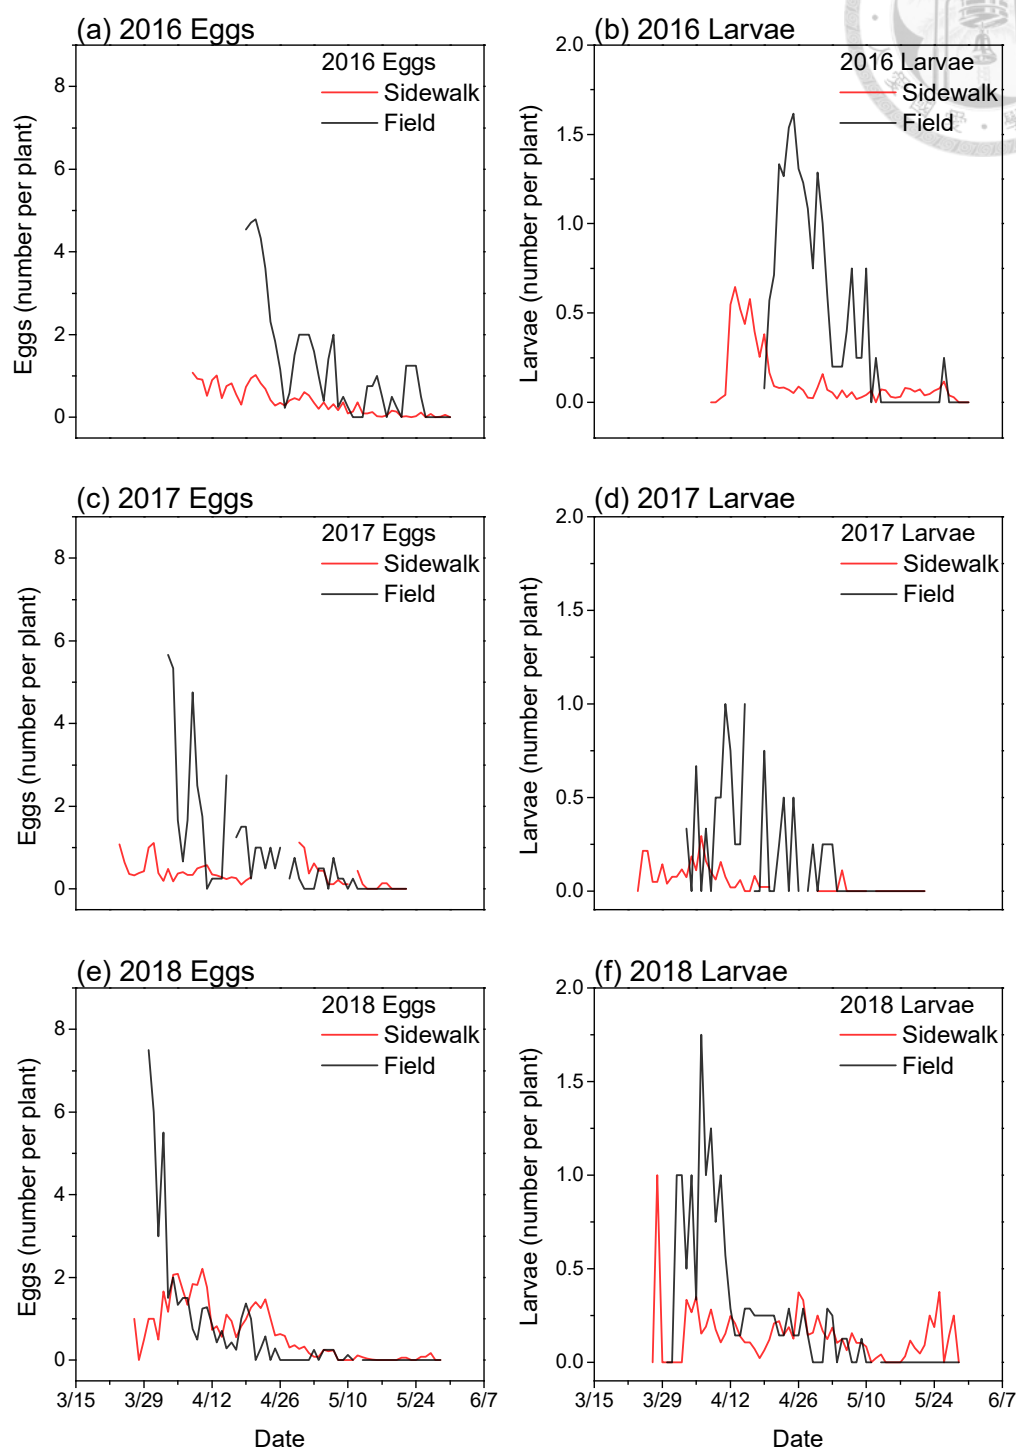 (a) 2016 Eggs
2016 Eggs
Sidewalk
Field
8
6
4
2
0
Eggs (number per plant)
(b) 2016 Larvae
2016 Larvae
Sidewalk
Field
2.0
1.5
1.0
0.5
0.0
Larvae (number per plant)
(c) 2017 Eggs
2017 Eggs
Sidewalk
Field
8
6
4
2
0
Eggs (number per plant)
(d) 2017 Larvae
2017 Larvae
Sidewalk
Field
2.0
1.5
1.0
0.5
0.0
Larvae (number per plant)
(e) 2018 Eggs
2018 Eggs
Sidewalk
Field
8
6
4
2
0
Eggs (number per plant)
3/15 3/29 4/12 4/26 5/10 5/24 6/7
Date
(f) 2018 Larvae
2018 Larvae
Sidewalk
Field
2.0
1.5
1.0
0.5
0.0
Larvae (number per plant)
3/15 3/29 4/12 4/26 5/10 5/24 6/7
Date